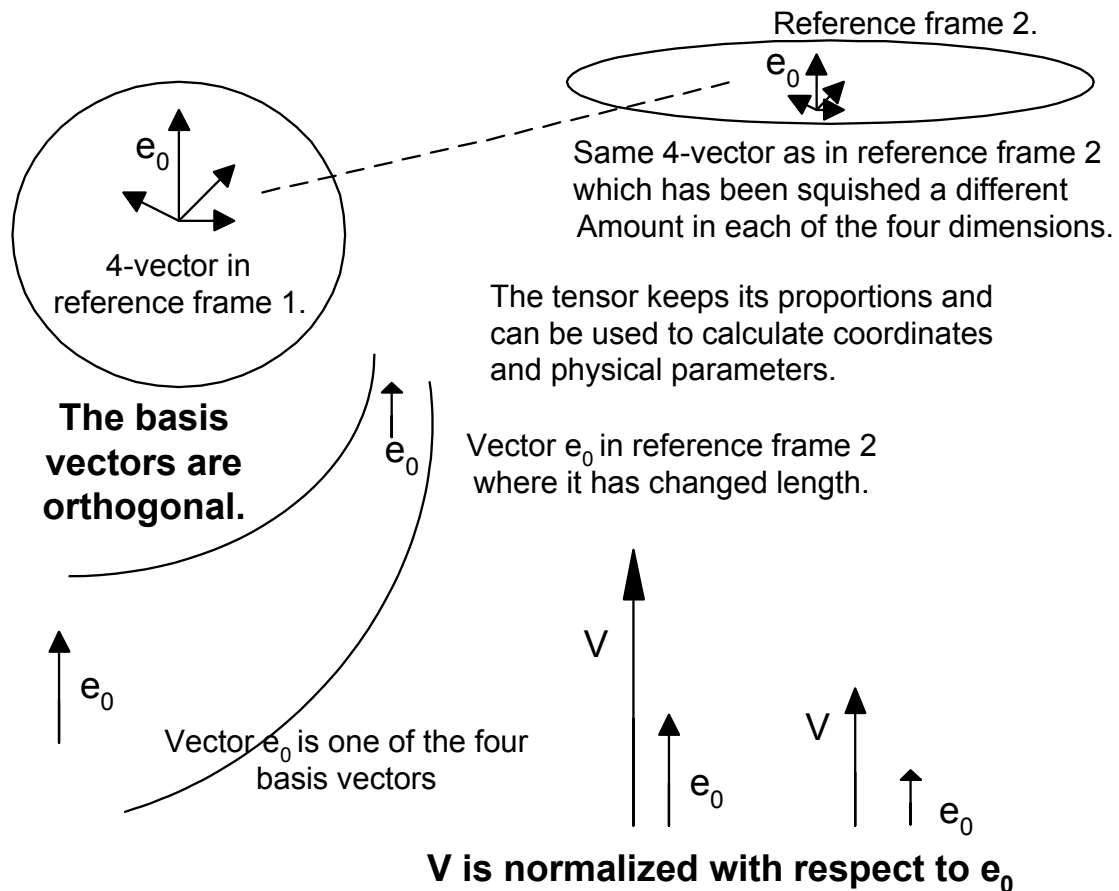 Reference frame 2.
e₀
e₀
4-vector in
reference frame 1.
Same 4-vector as in reference frame 2
which has been squished a different
Amount in each of the four dimensions.
The tensor keeps its proportions and
can be used to calculate coordinates
and physical parameters.
The basis
vectors are
orthogonal.
e₀
Vector e₀ in reference frame 2
where it has changed length.
e₀
Vector e₀ is one of the four
basis vectors
V
e₀
V
e₀
V is normalized with respect to e₀